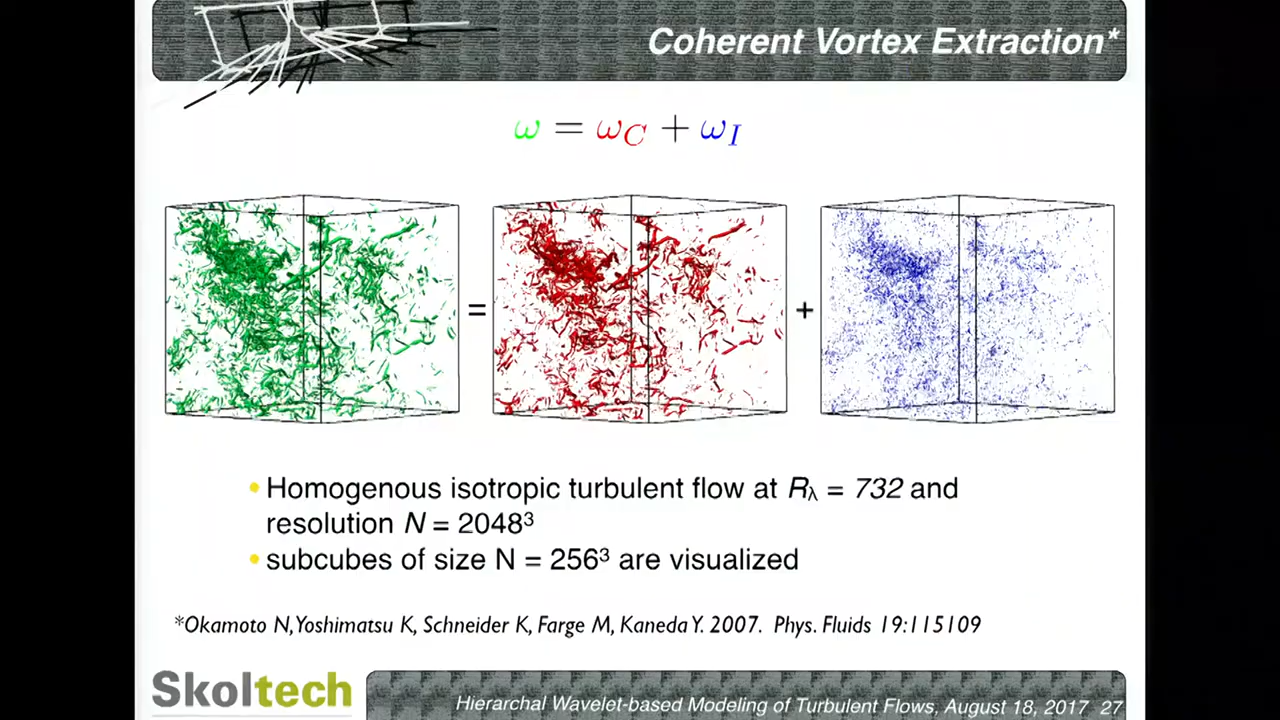 Coherent Vortex Extraction*
ω = ω_C + ω_I
= +
• Homogenous isotropic turbulent flow at R_λ = 732 and
resolution N = 2048³
• subcubes of size N = 256³ are visualized
*Okamoto N,Yoshimatsu K, Schneider K, Farge M, Kaneda Y. 2007. Phys. Fluids 19:115109
Skoltech
Hierarchal Wavelet-based Modeling of Turbulent Flows, August 18, 2017 27